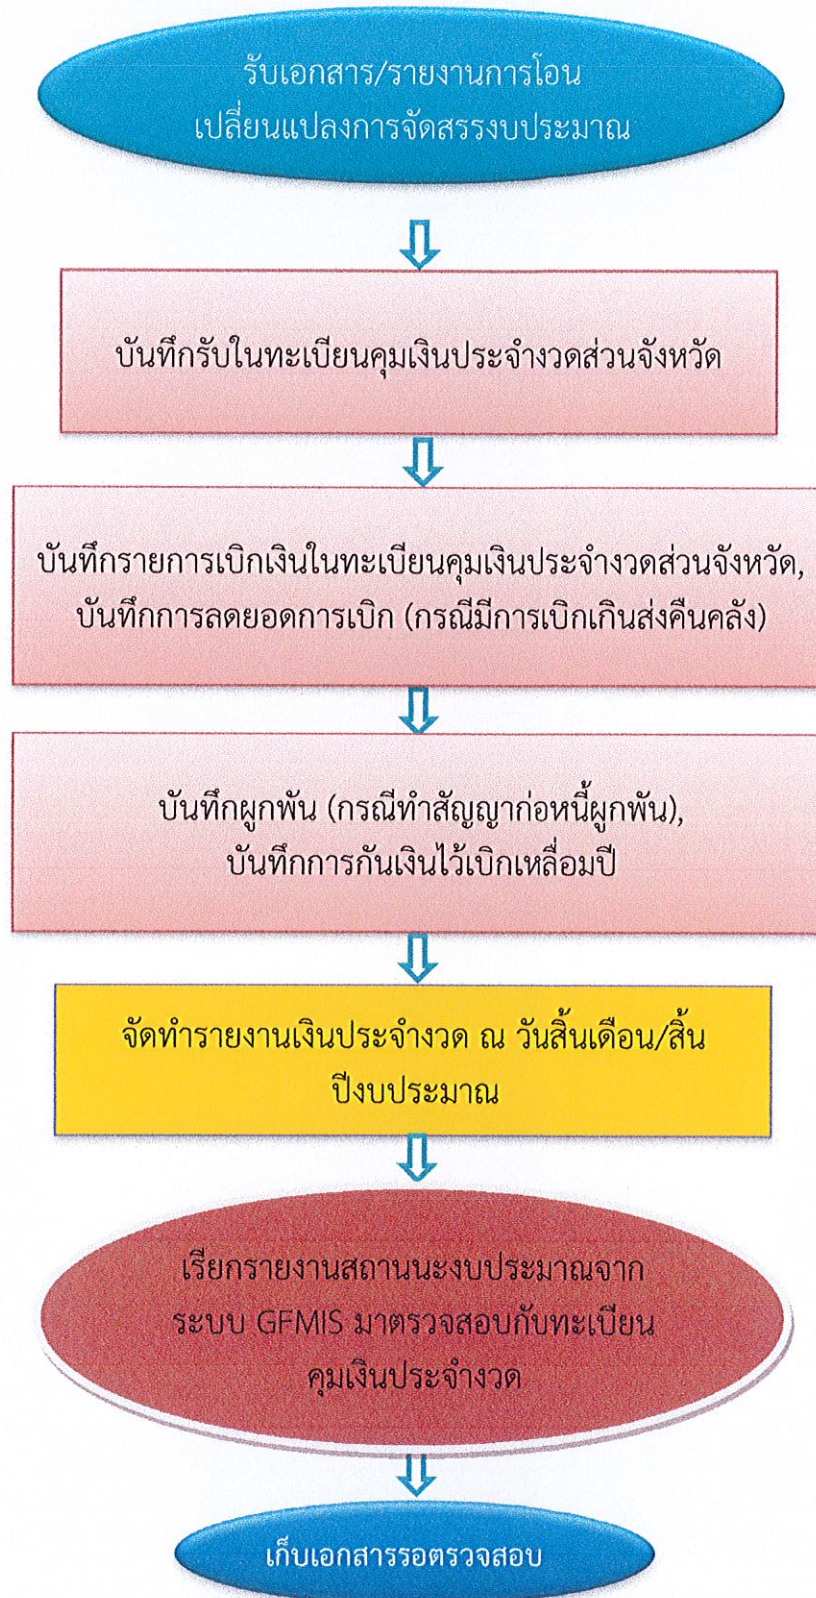 รับเอกสาร/รายงานการโอน
เปลี่ยนแปลงการจัดสรรงบประมาณ
บันทึกรับในทะเบียนคุมเงินประจำงวดส่วนจังหวัด
บันทึกรายการเบิกเงินในทะเบียนคุมเงินประจำงวดส่วนจังหวัด,
บันทึกการลดยอดการเบิก (กรณีมีการเบิกเกินส่งคืนคลัง)
บันทึกผูกพัน (กรณีทำสัญญาก่อหนี้ผูกพัน),
บันทึกการกันเงินไว้เบิกเหลื่อมปี
จัดทำรายงานเงินประจำงวด ณ วันสิ้นเดือน/สิ้น
ปีงบประมาณ
เรียกรายงานสถานนะงบประมาณจาก
ระบบ GFMIS มาตรวจสอบกับทะเบียน
คุมเงินประจำงวด
เก็บเอกสารรอตรวจสอบ